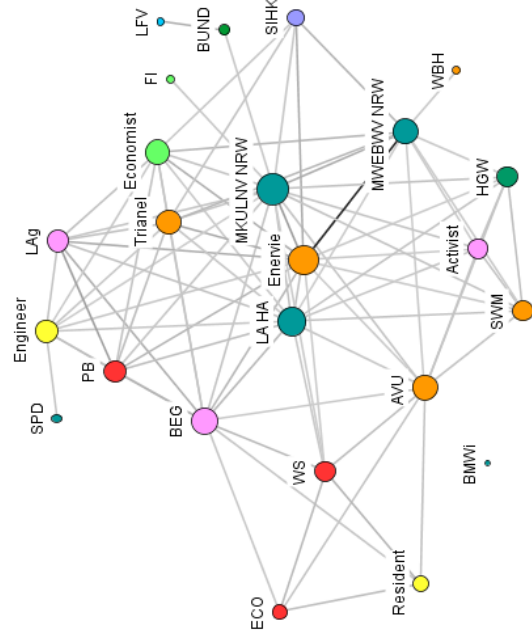 LFV
BUND
SIHK
FI
WBH
Economist
MKULNV NRW
MWEBWV NRW
LAg
Trianel
HGW
Enervie
Activist
Engineer
LA HA
SWM
PB
SPD
BEG
AVU
WS
BMWi
ECO
Resident